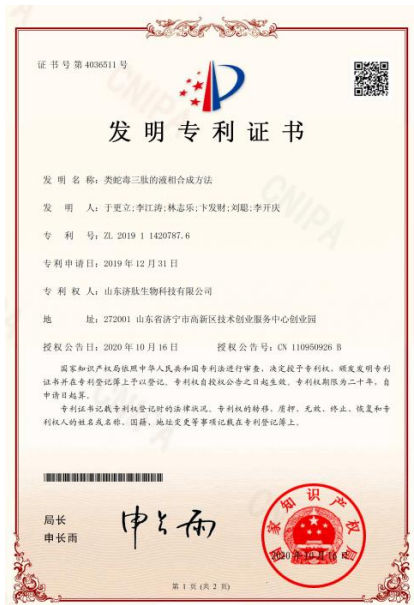 证书号第4036511号
发明专利证书
发 明 名 称：类蛇毒三肽的液相合成方法
发 明 人：于更立;李江涛;林志乐;卞发财;刘聪;李开庆
专 利 号：ZL 2019 1 1420787.6
专利申请日：2019年12月31日
专 利 权 人：山东济肽生物科技有限公司
地 址：272001 山东省济宁市高新区技术创业服务中心创业园
授权公告日：2020年10月16日 授权公告号：CN 110950926 B
国家知识产权局依照中华人民共和国专利法进行审查，决定授予专利权，颁发发明专利
证书并在专利登记簿上予以登记。专利权自授权公告之日起生效。专利权期限为二十年，自
申请日起算。
专利证书记载专利权登记时的法律状况。专利权的转移、质押、无效、终止、恢复和专
利权人的姓名或名称、国籍、地址变更等事项记载在专利登记簿上。
局长
申长雨
申长雨
国家知识产权局
2020年10月16日
第 1 页 (共 2 页)
CNIPA
CNIPA
CNIPA